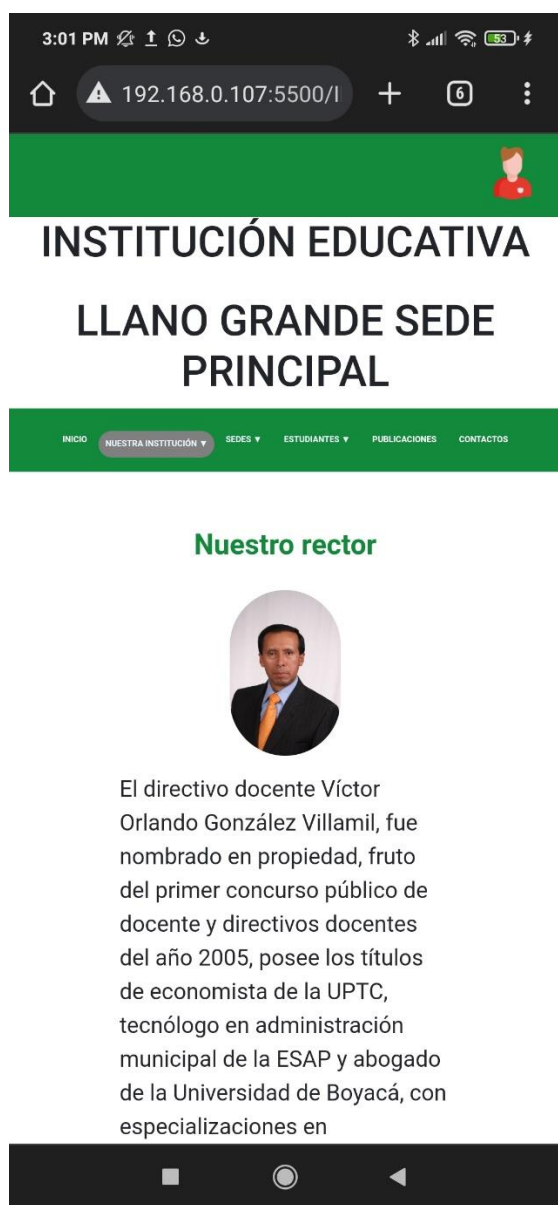 3:01 PM
53
192.168.0.107:5500/I
6
INSTITUCIÓN EDUCATIVA
LLANO GRANDE SEDE
PRINCIPAL
INICIO NUESTRA INSTITUCIÓN ▼ SEDES ▼ ESTUDIANTES ▼ PUBLICACIONES CONTACTOS
Nuestro rector
El directivo docente Víctor
Orlando González Villamil, fue
nombrado en propiedad, fruto
del primer concurso público de
docente y directivos docentes
del año 2005, posee los títulos
de economista de la UPTC,
tecnólogo en administración
municipal de la ESAP y abogado
de la Universidad de Boyacá, con
especializaciones en